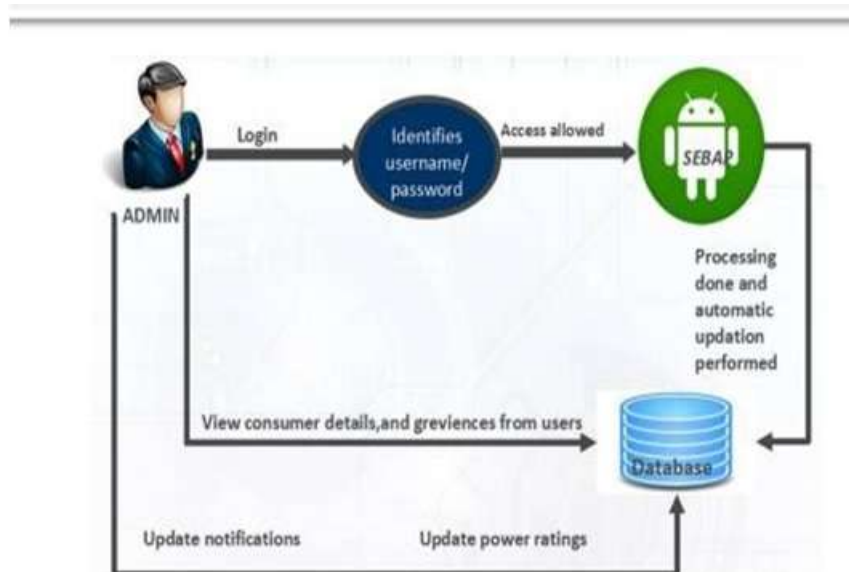 Login
Identifies
username/
password
Access allowed
SEBAP
ADMIN
Processing
done and
automatic
updation
performed
View consumer details,and greviences from users
Database
Update notifications
Update power ratings